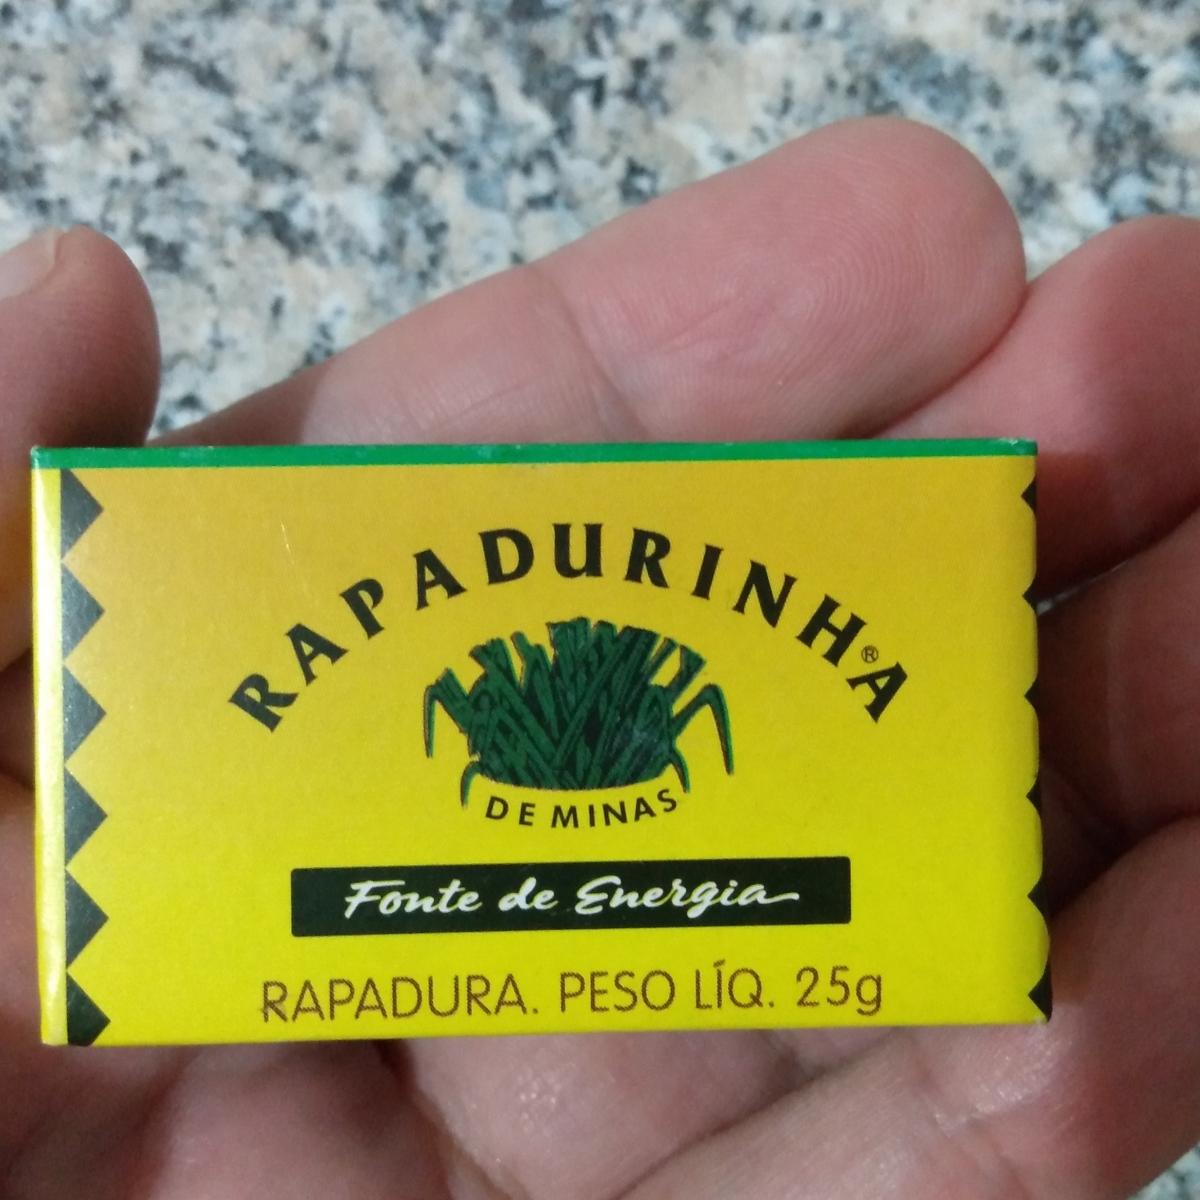 RAPADURINHA®
DE MINAS
Fonte de Energia
RAPADURA. PESO LÍQ. 25g